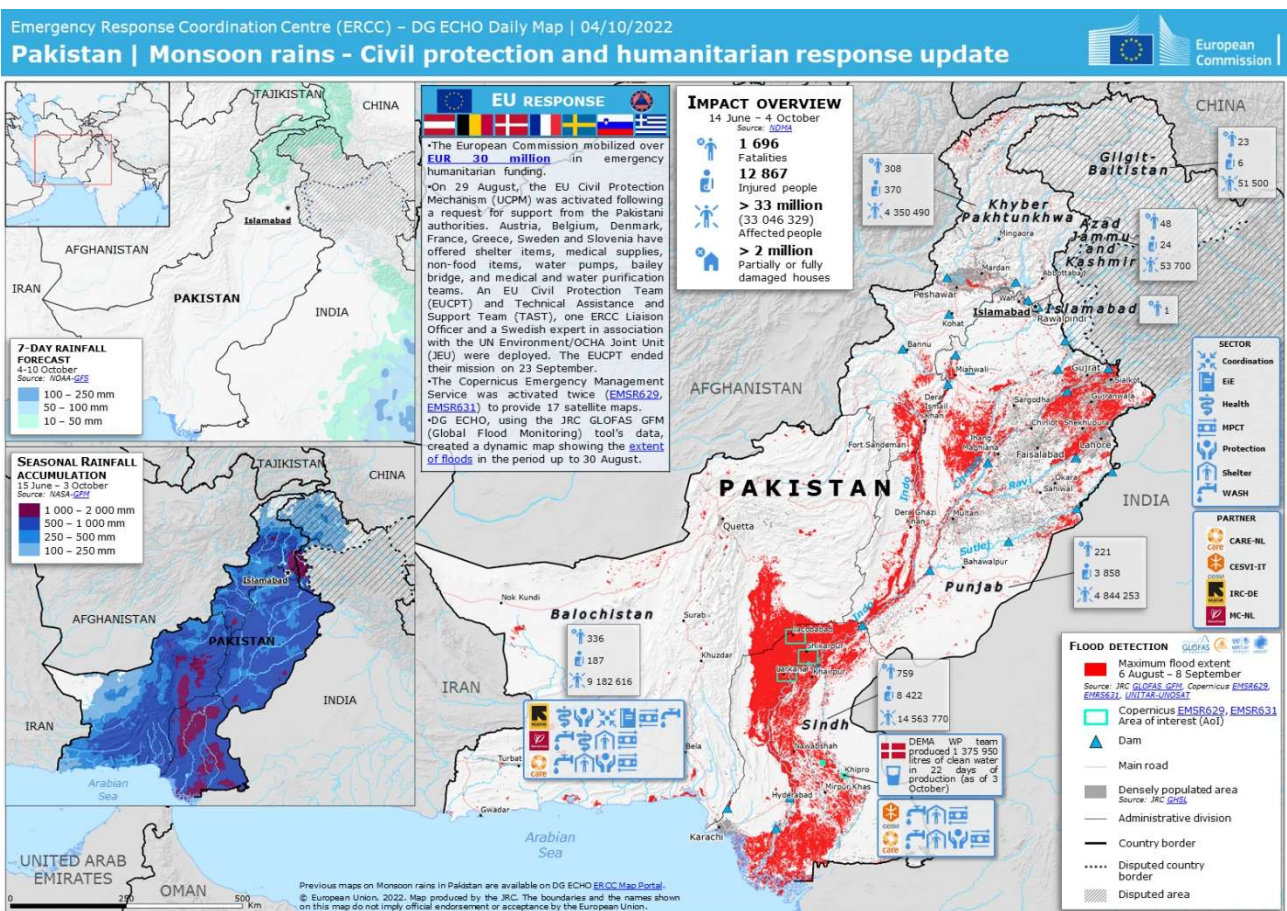 Emergency Response Coordination Centre (ERCC) – DG ECHO Daily Map | 04/10/2022
Pakistan | Monsoon rains - Civil protection and humanitarian response update
European
Commission
TAJIKISTAN
CHINA
Islamabad
AFGHANISTAN
IRAN
PAKISTAN
INDIA
7-DAY RAINFALL
FORECAST
4-10 October
Source: NOAA-GFS
100 – 250 mm
50 – 100 mm
10 – 50 mm
SEASONAL RAINFALL
ACCUMULATION
15 June – 3 October
Source: NASA-GPM
1 000 – 2 000 mm
500 – 1 000 mm
250 – 500 mm
100 – 250 mm
TAJIKISTAN
CHINA
Islamabad
AFGHANISTAN
PAKISTAN
IRAN
INDIA
Arabian
Sea
EU RESPONSE
•The European Commission mobilized over
EUR 30 million in emergency
humanitarian funding.
•On 29 August, the EU Civil Protection
Mechanism (UCPM) was activated following
a request for support from the Pakistani
authorities. Austria, Belgium, Denmark,
France, Greece, Sweden and Slovenia have
offered shelter items, medical supplies,
non-food items, water pumps, bailey
bridge, and medical and water purification
teams. An EU Civil Protection Team
(EUCPT) and Technical Assistance and
Support Team (TAST), one ERCC Liaison
Officer and a Swedish expert in association
with the UN Environment/OCHA Joint Unit
(JEU) were deployed. The EUCPT ended
their mission on 23 September.
•The Copernicus Emergency Management
Service was activated twice (EMSR629,
EMSR631) to provide 17 satellite maps.
•DG ECHO, using the JRC GLOFAS GFM
(Global Flood Monitoring) tool's data,
created a dynamic map showing the extent
of floods in the period up to 30 August.
IMPACT OVERVIEW
14 June – 4 October
Source: NDMA
1 696
Fatalities
12 867
Injured people
> 33 million
(33 046 329)
Affected people
> 2 million
Partially or fully
damaged houses
CHINA
23
6
51 500
Gilgit-
Baltistan
308
370
4 350 490
Khyber
Pakhtunkhwa
Azad
Jammu
and
Kashmir
48
24
53 700
Islamabad
1
Mingaora
Mardan
Abbottabad
Peshawar
Wah
Islamabad
Rawalpindi
Kohat
Bannu
Mianwali
Gujrat
Sialkot
Gujranwala
AFGHANISTAN
Dera
Ismail
Khan
Sargodha
Chiniot
Shekhupura
Fort Sandeman
Jhang
Maghiana
Faisalabad
Lahore
Okara
Sahiwal
Ravi
Indo
INDIA
PAKISTAN
Quetta
Dera Ghazi
Khan
Multan
Sutlej
Bahawalpur
Punjab
221
3 858
4 844 253
Nok Kundi
Balochistan
Surab
Khuzdar
336
187
9 182 616
Indo
Jacobabad
Shikarpur
Larkana
Khairpur
759
8 422
14 563 770
Sindh
IRAN
Nawabshah
Khipro
Mirpur Khas
Hyderabad
Bela
Turbat
Gwadar
Karachi
Arabian
Sea
care
DEMA WP team
produced 1 375 950
litres of clean water
in 22 days of
production (as of 3
October)
cesvi
care
SECTOR
Coordination
EiE
Health
MPCT
Protection
Shelter
WASH
PARTNER
care CARE-NL
cesvi CESVI-IT
IRC-DE
MC-NL
FLOOD DETECTION
GLOFAS
Maximum flood extent
6 August – 8 September
Source: JRC GLOFAS GFM, Copernicus EMSR629,
EMRS631, UNITAR-UNOSAT
Copernicus EMSR629, EMSR631
Area of interest (AoI)
Dam
Main road
Densely populated area
Source: JRC GHSL
Administrative division
Country border
Disputed country
border
Disputed area
UNITED ARAB
EMIRATES
OMAN
0 250 500
Km
Previous maps on Monsoon rains in Pakistan are available on DG ECHO ERCC Map Portal.
© European Union, 2022. Map produced by the JRC. The boundaries and the names shown
on this map do not imply official endorsement or acceptance by the European Union.